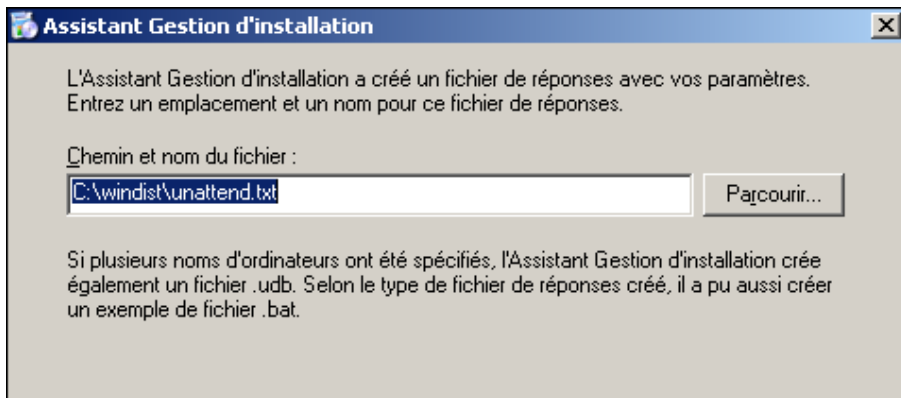 Assistant Gestion d'installation
L'Assistant Gestion d'installation a créé un fichier de réponses avec vos paramètres.
Entrez un emplacement et un nom pour ce fichier de réponses.
Chemin et nom du fichier :
C:\windist\unattend.txt
Parcourir...
Si plusieurs noms d'ordinateurs ont été spécifiés, l'Assistant Gestion d'installation crée
également un fichier .udb. Selon le type de fichier de réponses créé, il a pu aussi créer
un exemple de fichier .bat.